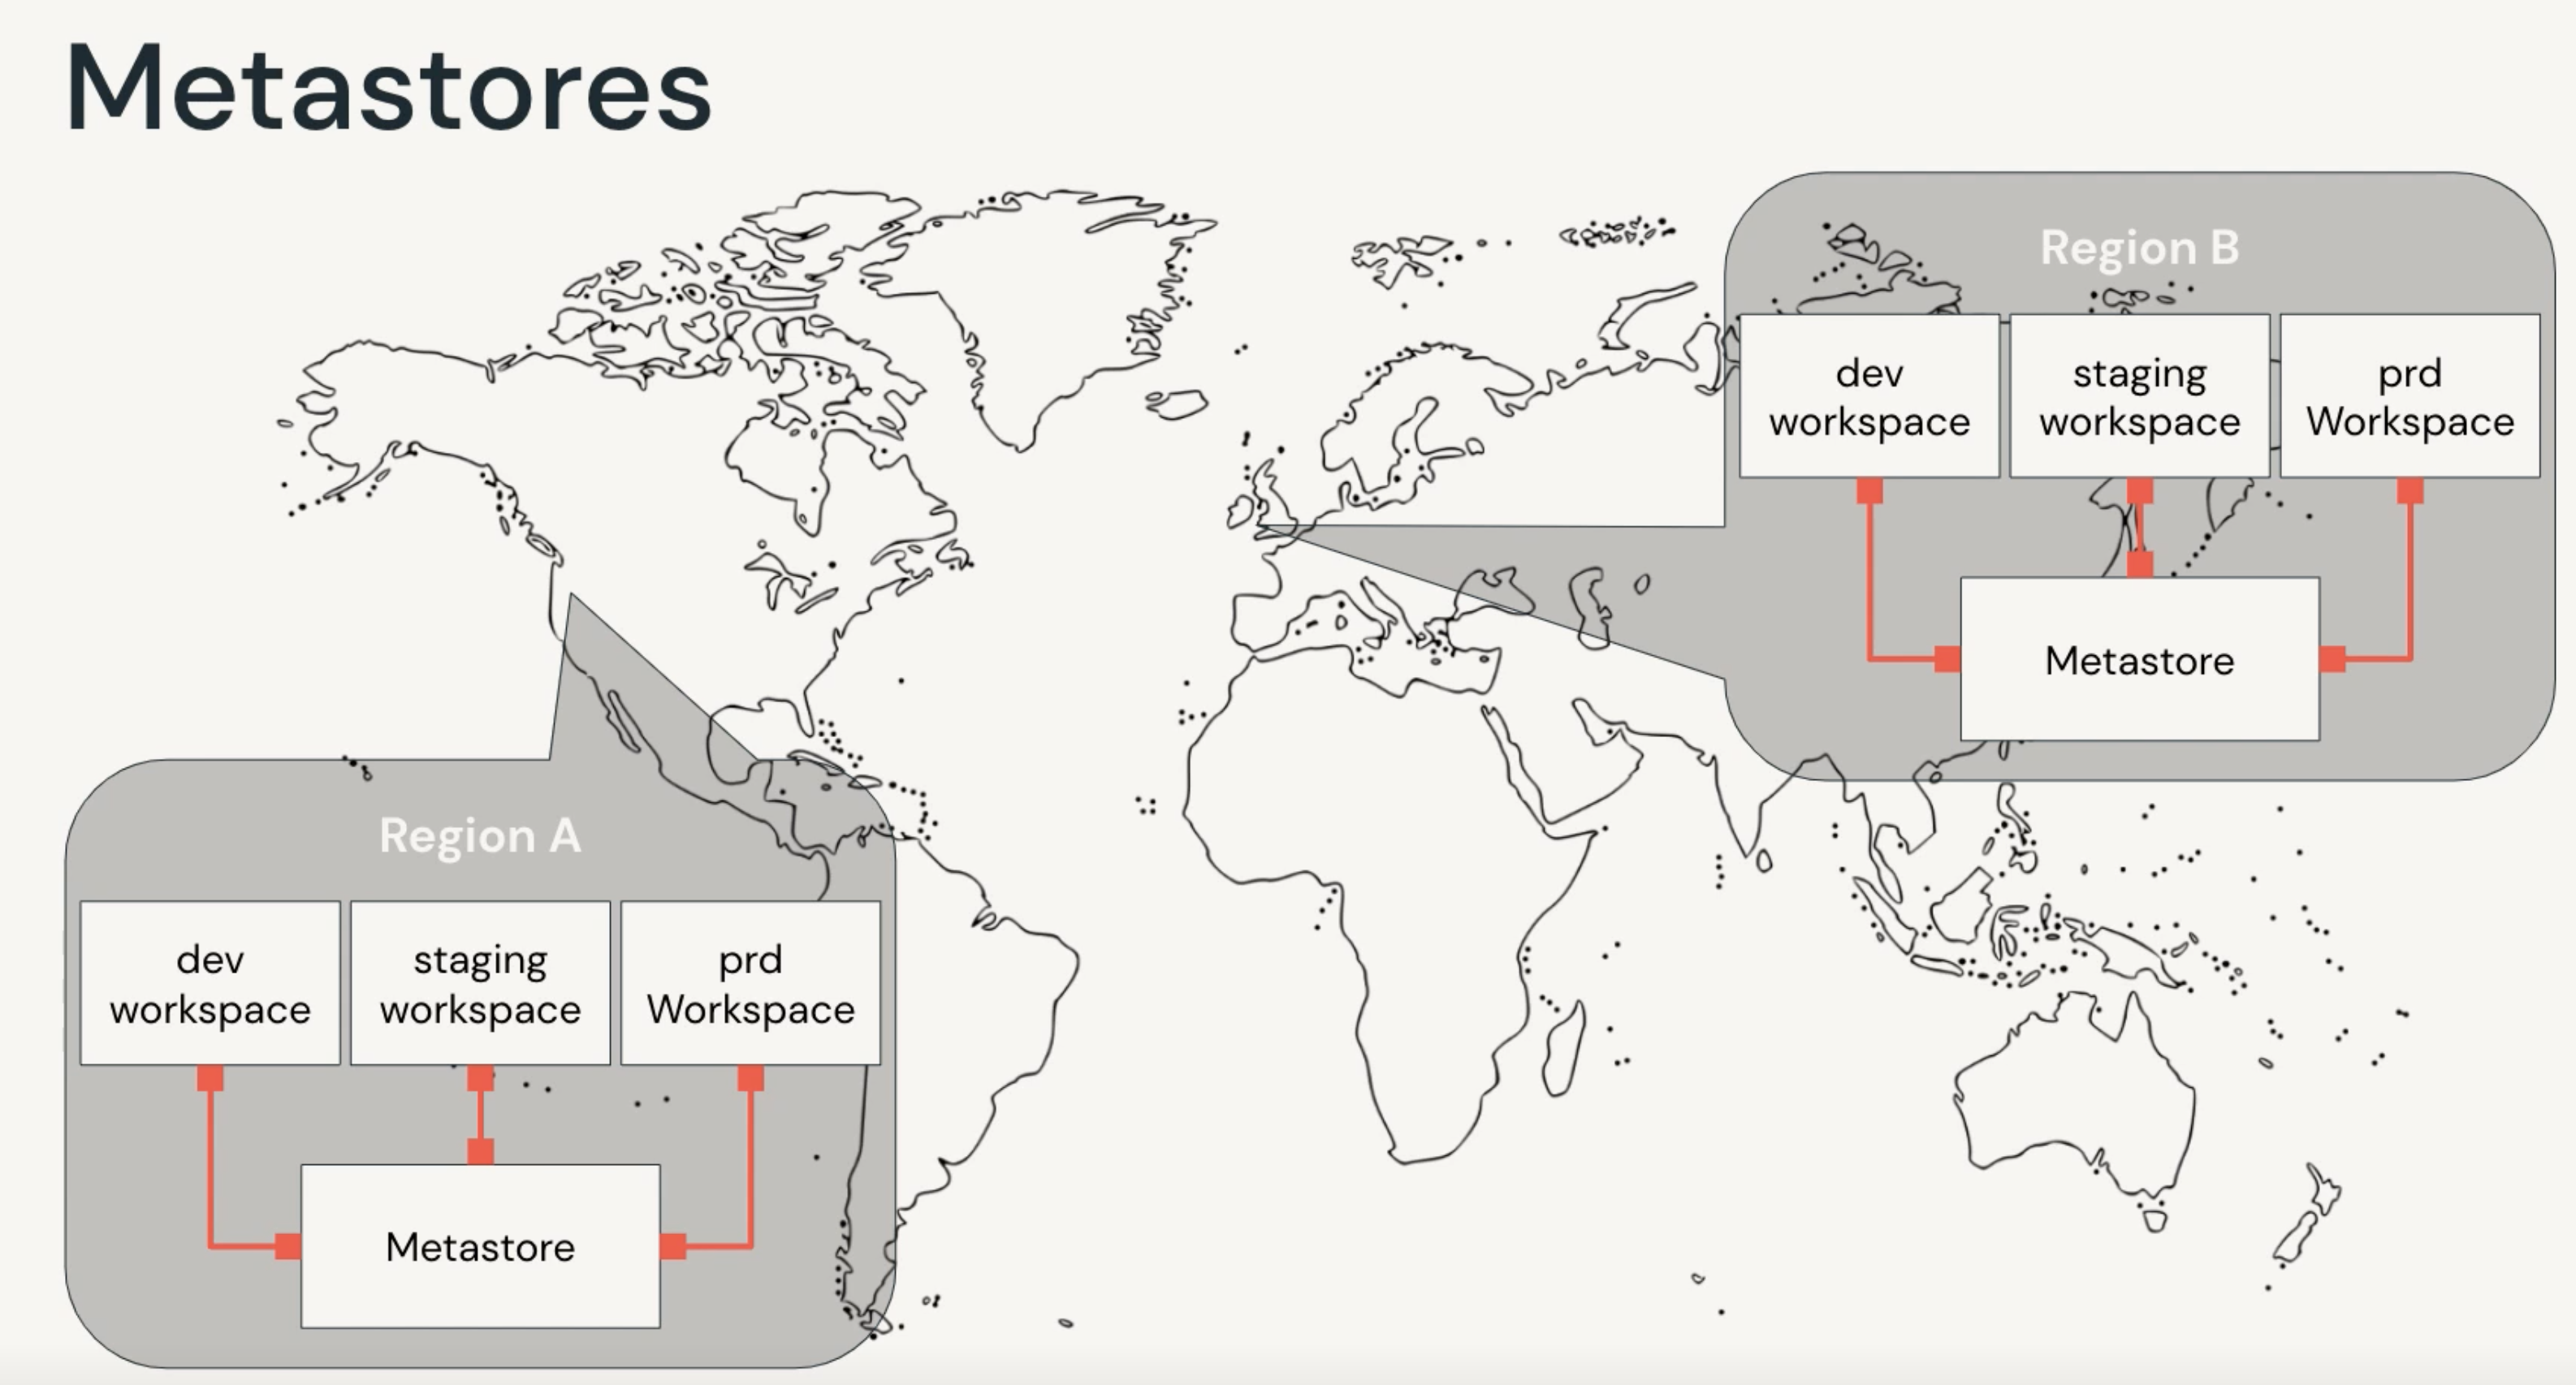 Metastores
Region B
dev
workspace
staging
workspace
prd
Workspace
Metastore
Region A
dev
workspace
staging
workspace
prd
Workspace
Metastore